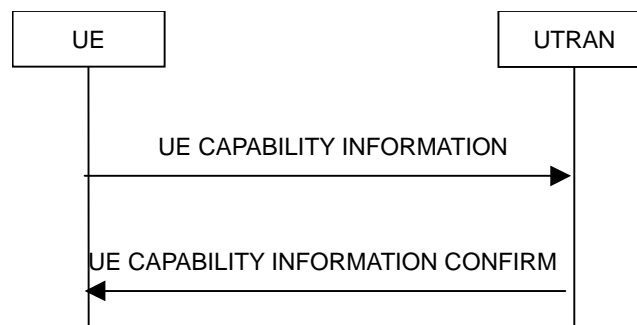 UE
UTRAN
UE CAPABILITY INFORMATION
UE CAPABILITY INFORMATION CONFIRM